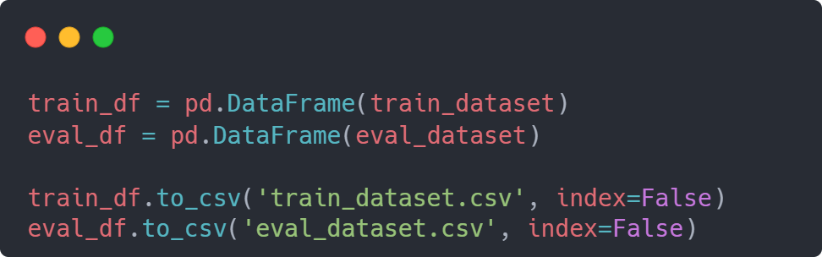 train_df = pd.DataFrame(train_dataset)
eval_df = pd.DataFrame(eval_dataset)
train_df.to_csv('train_dataset.csv', index=False)
eval_df.to_csv('eval_dataset.csv', index=False)